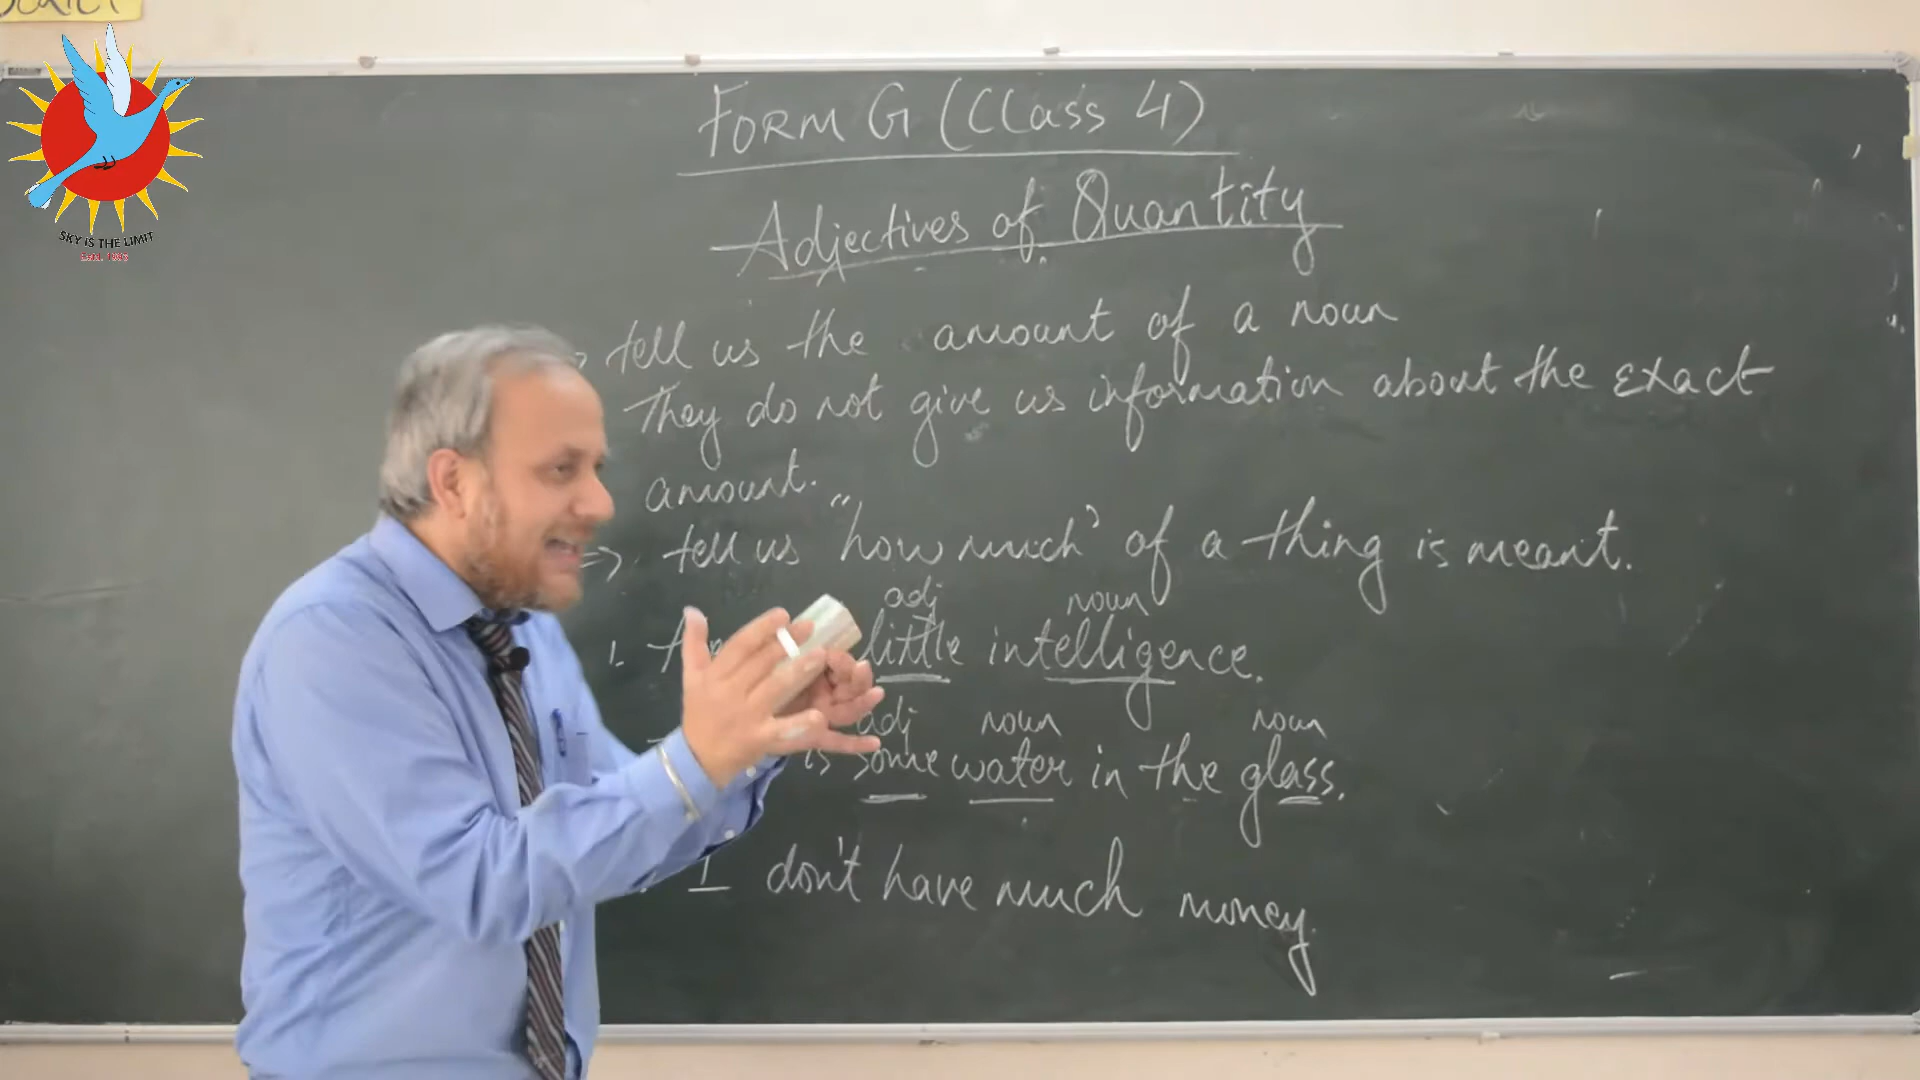 SKY IS THE LIMIT
FORM G (Class 4)
Adjectives of Quantity
tell us the amount of a noun
They do not give us information about the exact
amount.
=> tell us "how much" of a thing is meant.
adj noun
1. little intelligence.
adj noun noun
is some water in the glass.
I don't have much money.